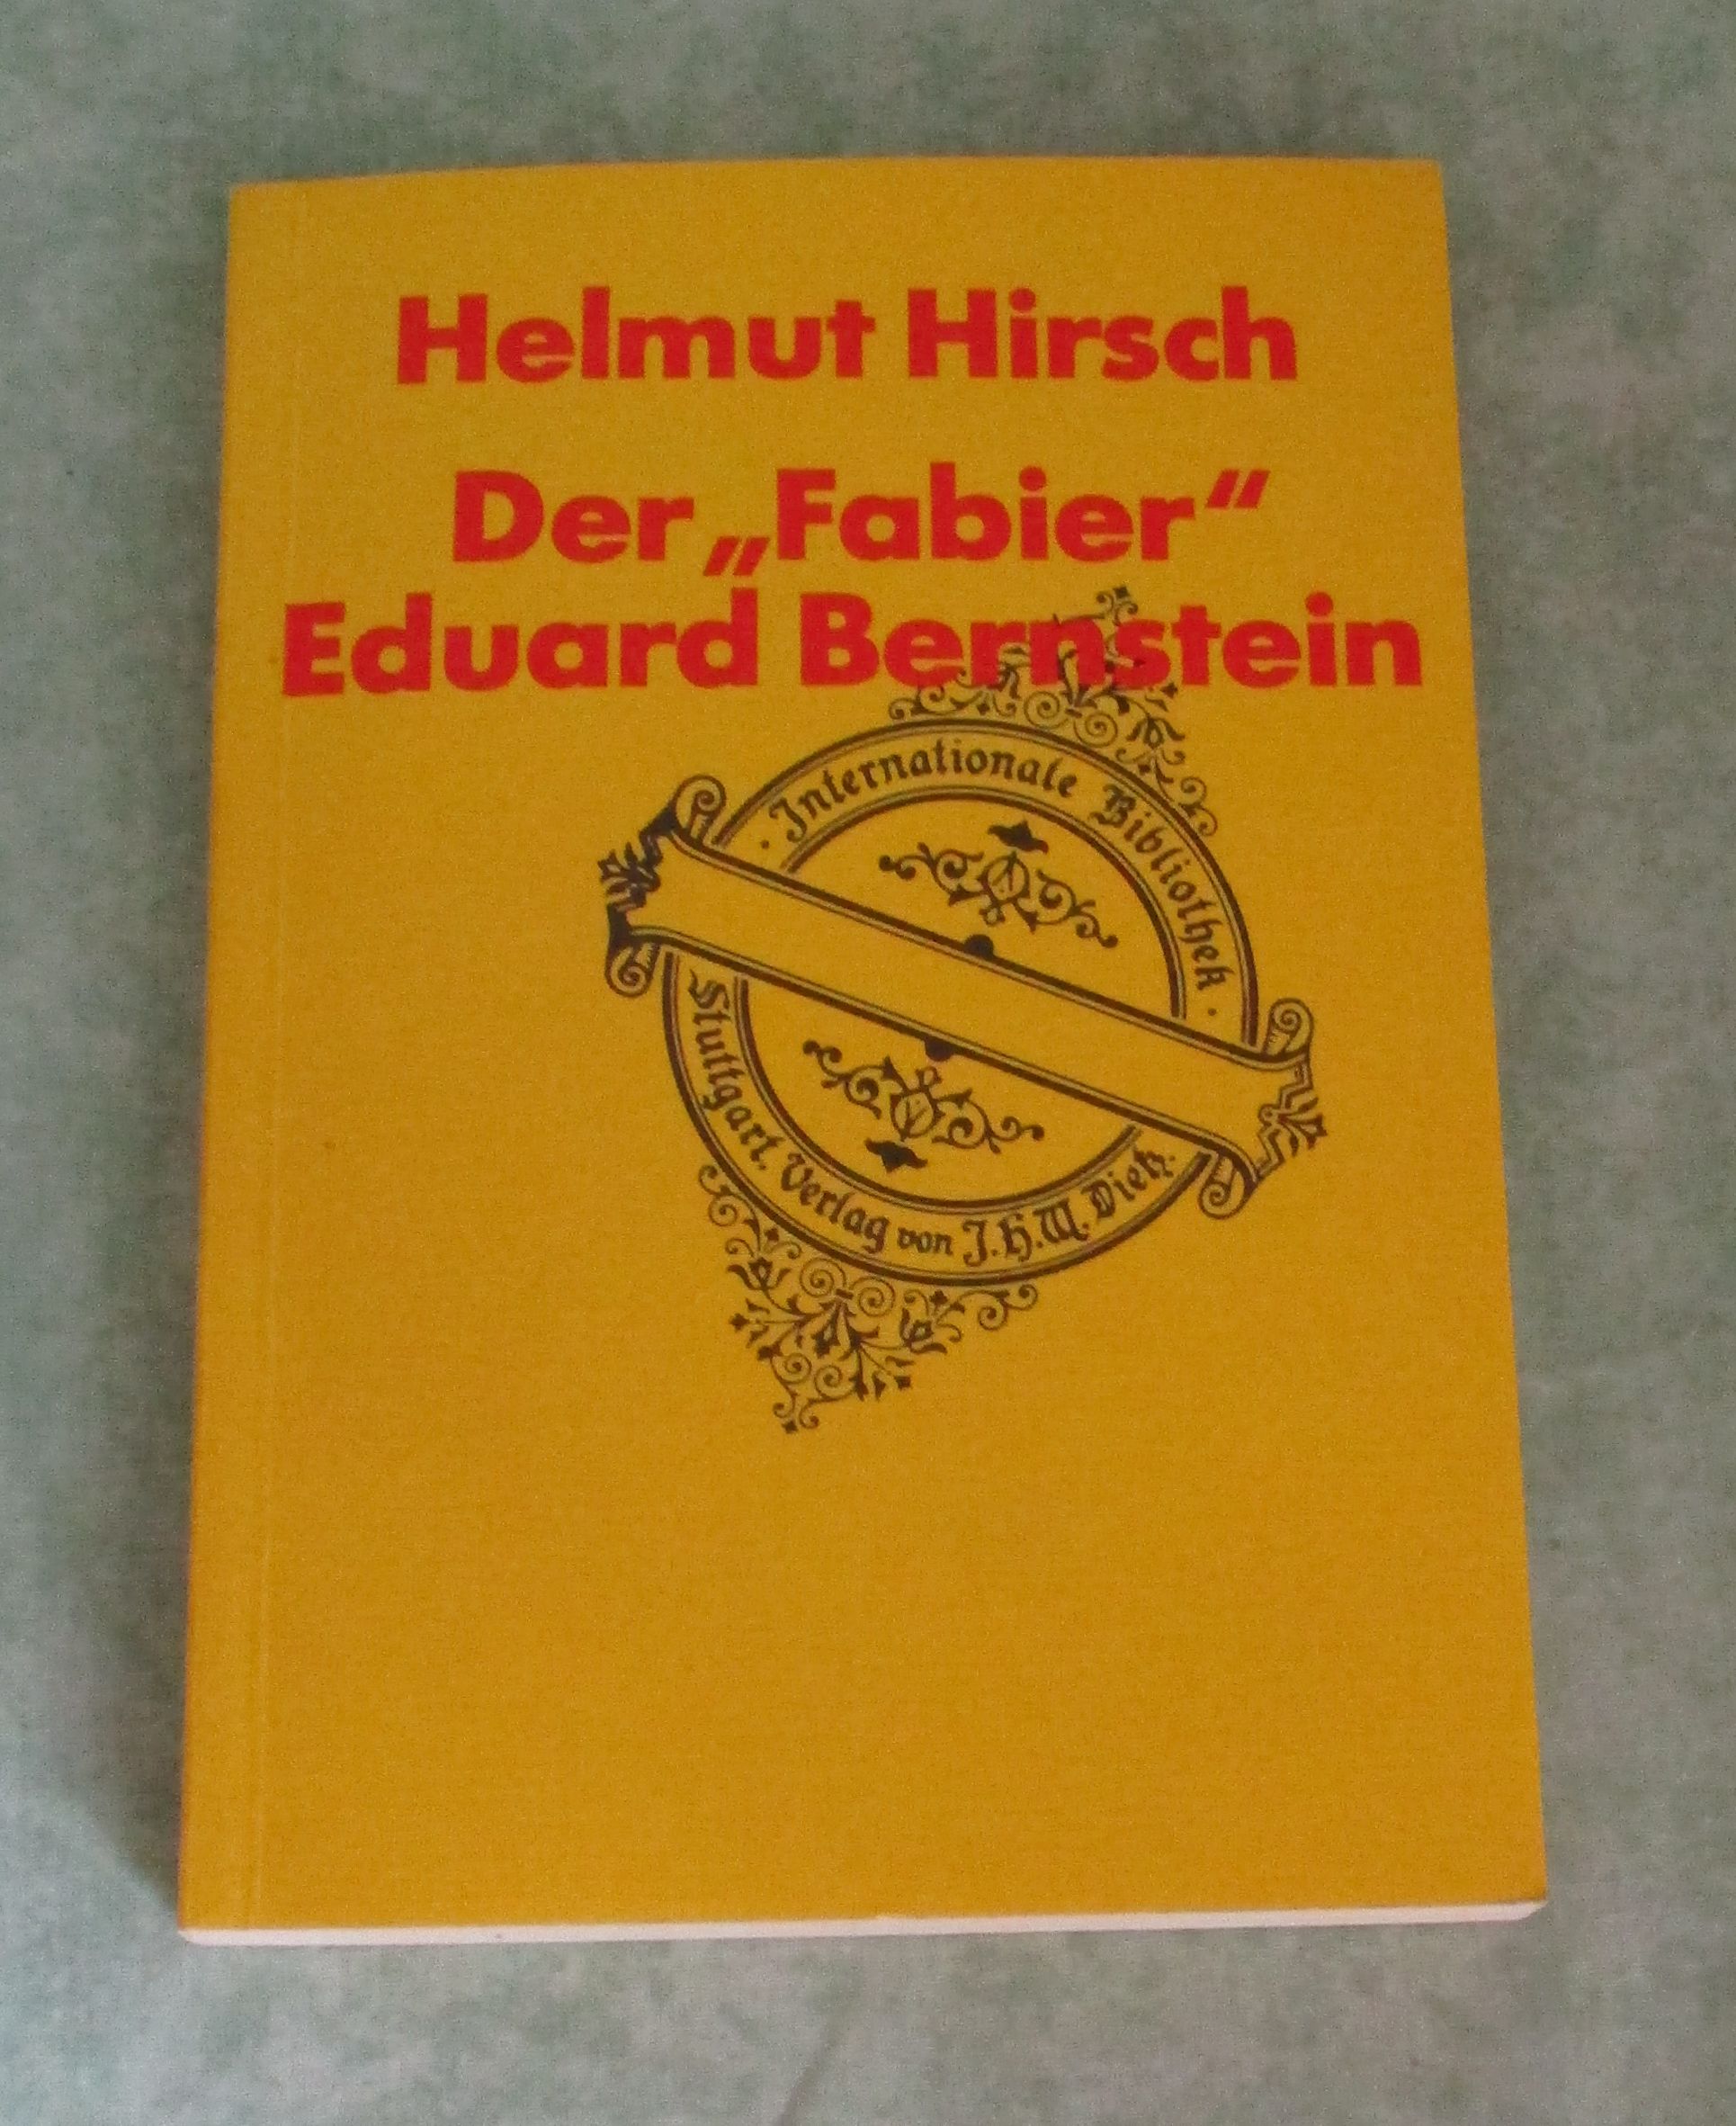 Helmut Hirsch
Der „Fabier“
Eduard Bernstein
· Internationale Bibliothek ·
Stuttgart. Verlag von J.H.W. Dietz.